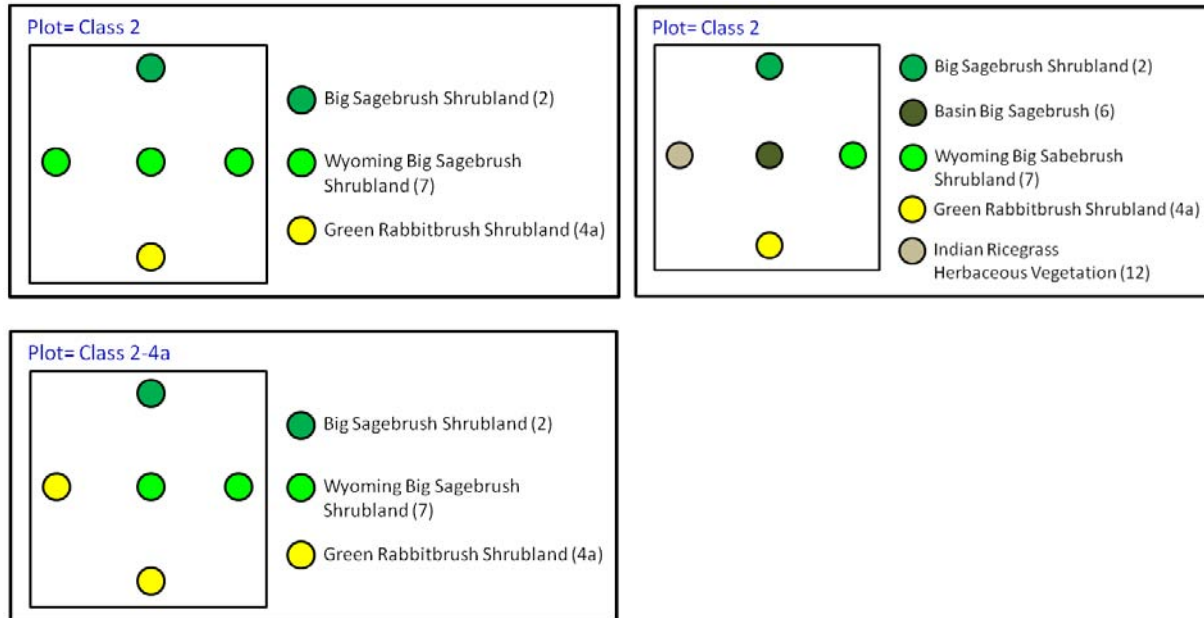 Plot= Class 2
Big Sagebrush Shrubland (2)
Wyoming Big Sagebrush
Shrubland (7)
Green Rabbitbrush Shrubland (4a)
Plot= Class 2
Big Sagebrush Shrubland (2)
Basin Big Sagebrush (6)
Wyoming Big Sabebrush
Shrubland (7)
Green Rabbitbrush Shrubland (4a)
Indian Ricegrass
Herbaceous Vegetation (12)
Plot= Class 2-4a
Big Sagebrush Shrubland (2)
Wyoming Big Sagebrush
Shrubland (7)
Green Rabbitbrush Shrubland (4a)